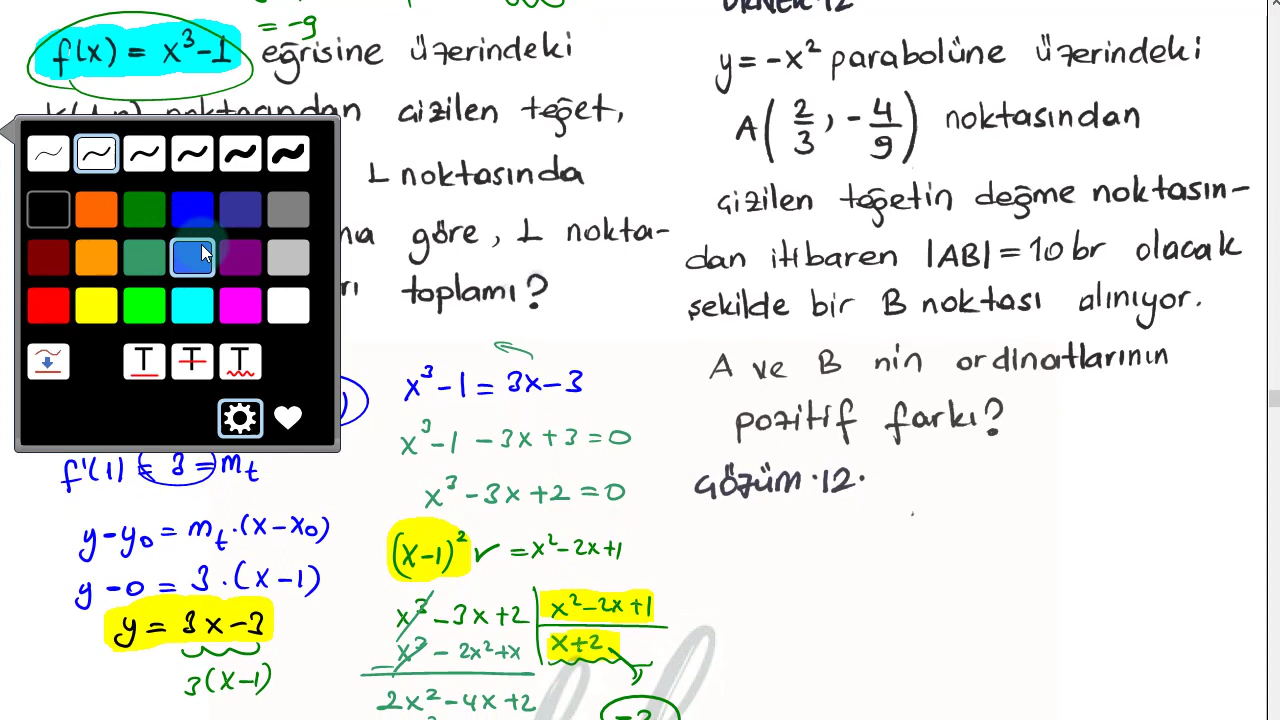 = -9
f(x) = x³-1 eğrisine üzerindeki
noktasından çizilen teğet,
L noktasında
göre, L nokta-
toplamı?
f'(1) = 3 = mₜ
y-y₀ = mₜ.(x-x₀)
y-0 = 3.(x-1)
y = 3x-3
3(x-1)
x³-1 = 3x-3
x³-1 -3x+3=0
x³-3x+2=0
(x-1)² ✓ = x²-2x+1
x³-3x+2 | x²-2x+1
x³-2x²+x | x+2
2x²-4x+2
-2
ÖRNEK 12
y=-x² parabolüne üzerindeki
A(2/3, -4/9) noktasından
çizilen teğetin değme noktasın-
dan itibaren |AB|=10br olacak
şekilde bir B noktası alınıyor.
A ve B nin ordinatlarının
pozitif farkı?
çözüm.12.
T T T